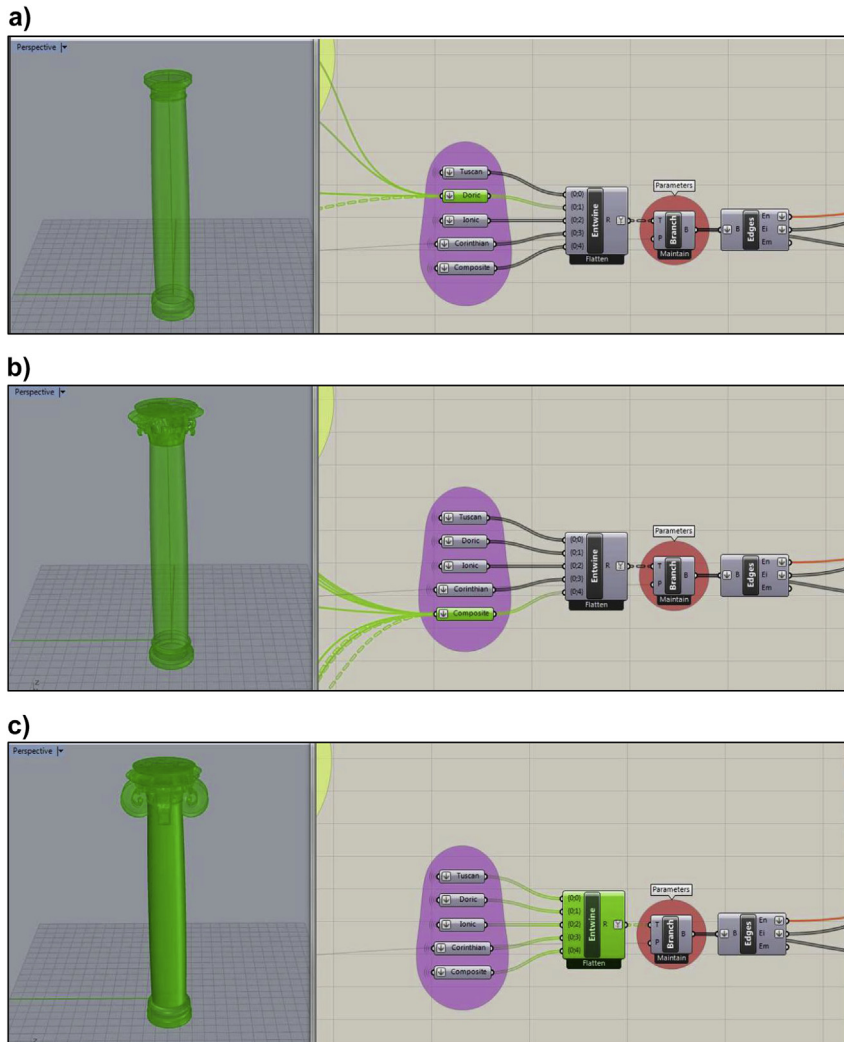 a)
Perspective
Parameters
Tuscan
Doric
Ionic
Corinthian
Composite
{0;0}
{0;1}
{0;2}
{0;3}
{0;4}
Entwine
R
Flatten
T
P
Branch
B
Maintain
B
Edges
En
Ei
Em
b)
Perspective
Parameters
Tuscan
Doric
Ionic
Corinthian
Composite
{0;0}
{0;1}
{0;2}
{0;3}
{0;4}
Entwine
R
Flatten
T
P
Branch
B
Maintain
B
Edges
En
Ei
Em
z
c)
Perspective
Parameters
Tuscan
Doric
Ionic
Corinthian
Composite
{0;0}
{0;1}
{0;2}
{0;3}
{0;4}
Entwine
R
Flatten
T
P
Branch
B
Maintain
B
Edges
En
Ei
Em
z